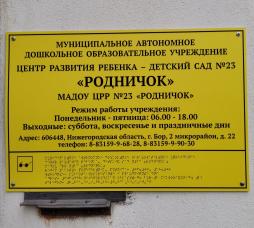 МУНИЦИПАЛЬНОЕ АВТОНОМНОЕ
ДОШКОЛЬНОЕ ОБРАЗОВАТЕЛЬНОЕ УЧРЕЖДЕНИЕ
ЦЕНТР РАЗВИТИЯ РЕБЕНКА – ДЕТСКИЙ САД №23
«РОДНИЧОК»
МАДОУ ЦРР №23 «РОДНИЧОК»
Режим работы учреждения:
Понедельник - пятница: 06.00 - 18.00
Выходные: суббота, воскресенье и праздничные дни
Адрес: 606448, Нижегородская область, г. Бор, 2 микрорайон, д. 22
телефон: 8-83159-9-68-28, 8-83159-9-90-30